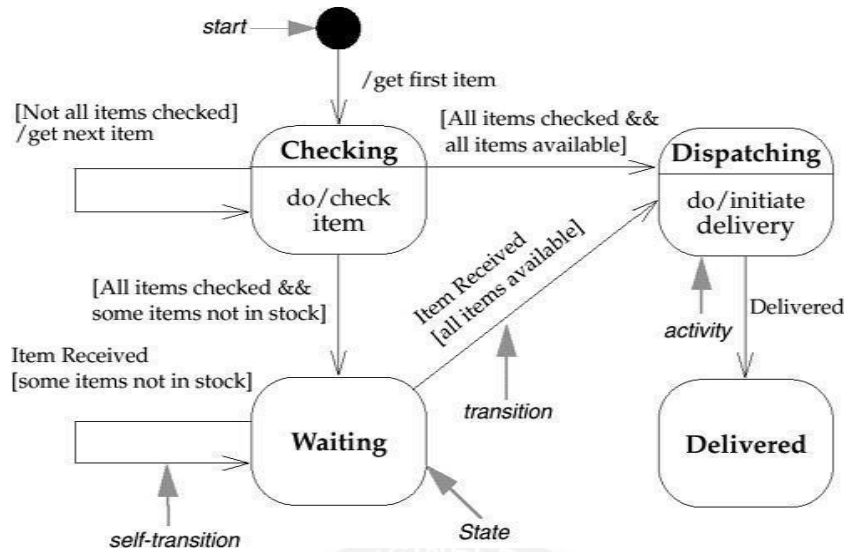 start
/get first item
[Not all items checked]
/get next item
[All items checked &&
all items available]
Checking
do/check
item
Dispatching
do/initiate
delivery
[All items checked &&
some items not in stock]
Item Received
[all items available]
activity
Delivered
Item Received
[some items not in stock]
transition
Waiting
Delivered
self-transition
State